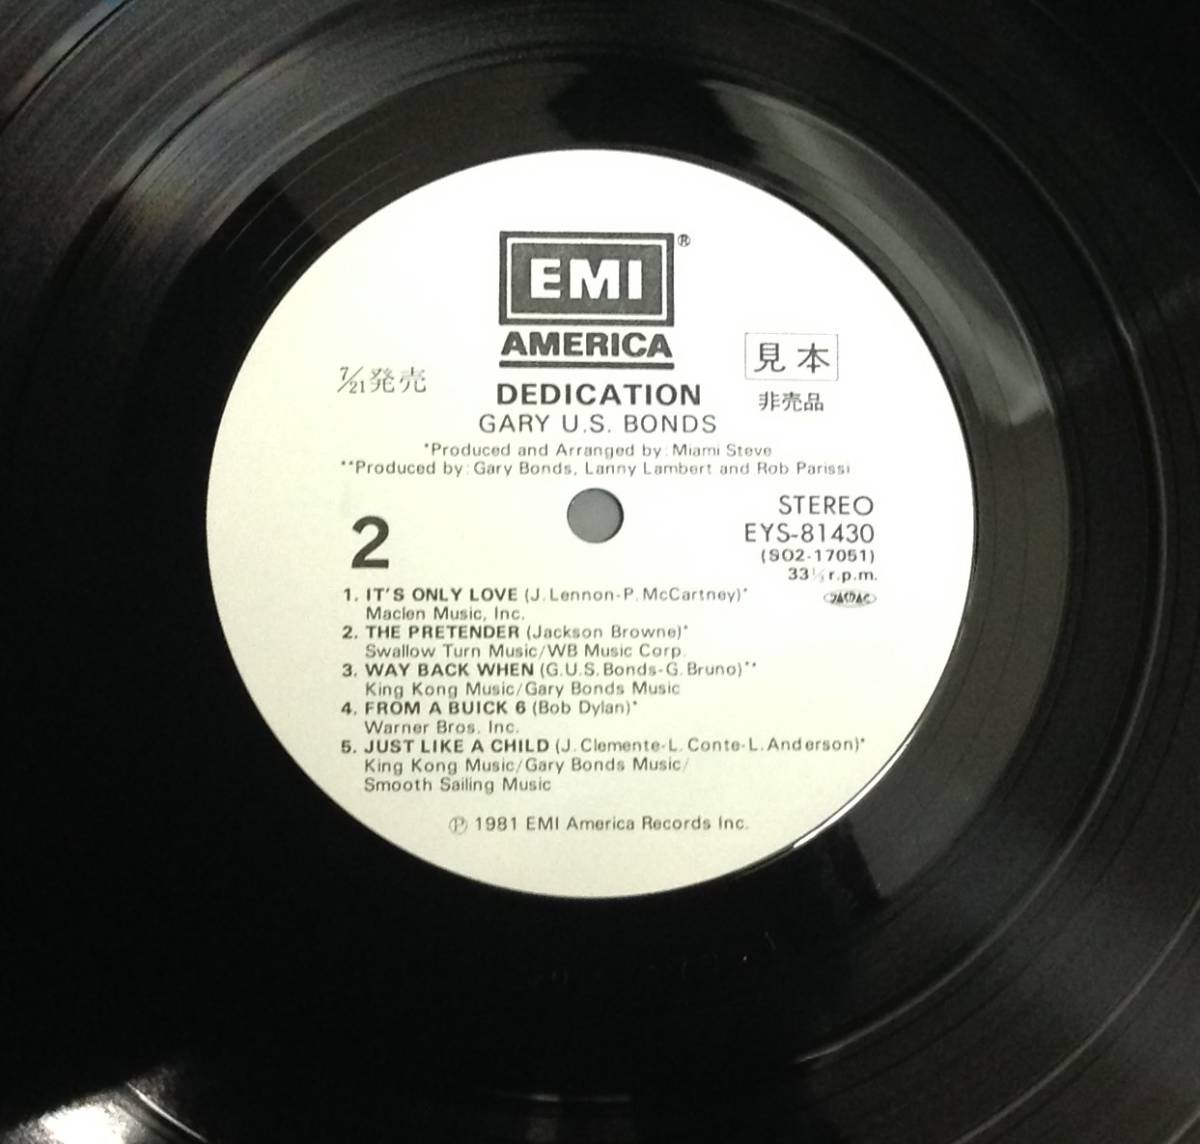 EMI ®
AMERICA
見本
7/21発売
DEDICATION
非売品
GARY U.S. BONDS
*Produced and Arranged by: Miami Steve
**Produced by: Gary Bonds, Lanny Lambert and Rob Parissi
STEREO
2
EYS-81430
(SO2-17051)
33⅓ r.p.m.
1. IT'S ONLY LOVE (J. Lennon-P. McCartney)*
Maclen Music, Inc.
2. THE PRETENDER (Jackson Browne)*
Swallow Turn Music/WB Music Corp.
3. WAY BACK WHEN (G.U.S. Bonds-G. Bruno)**
King Kong Music/Gary Bonds Music
4. FROM A BUICK 6 (Bob Dylan)*
Warner Bros. Inc.
5. JUST LIKE A CHILD (J. Clemente-L. Conte-L. Anderson)*
King Kong Music/Gary Bonds Music/
Smooth Sailing Music
℗ 1981 EMI America Records Inc.